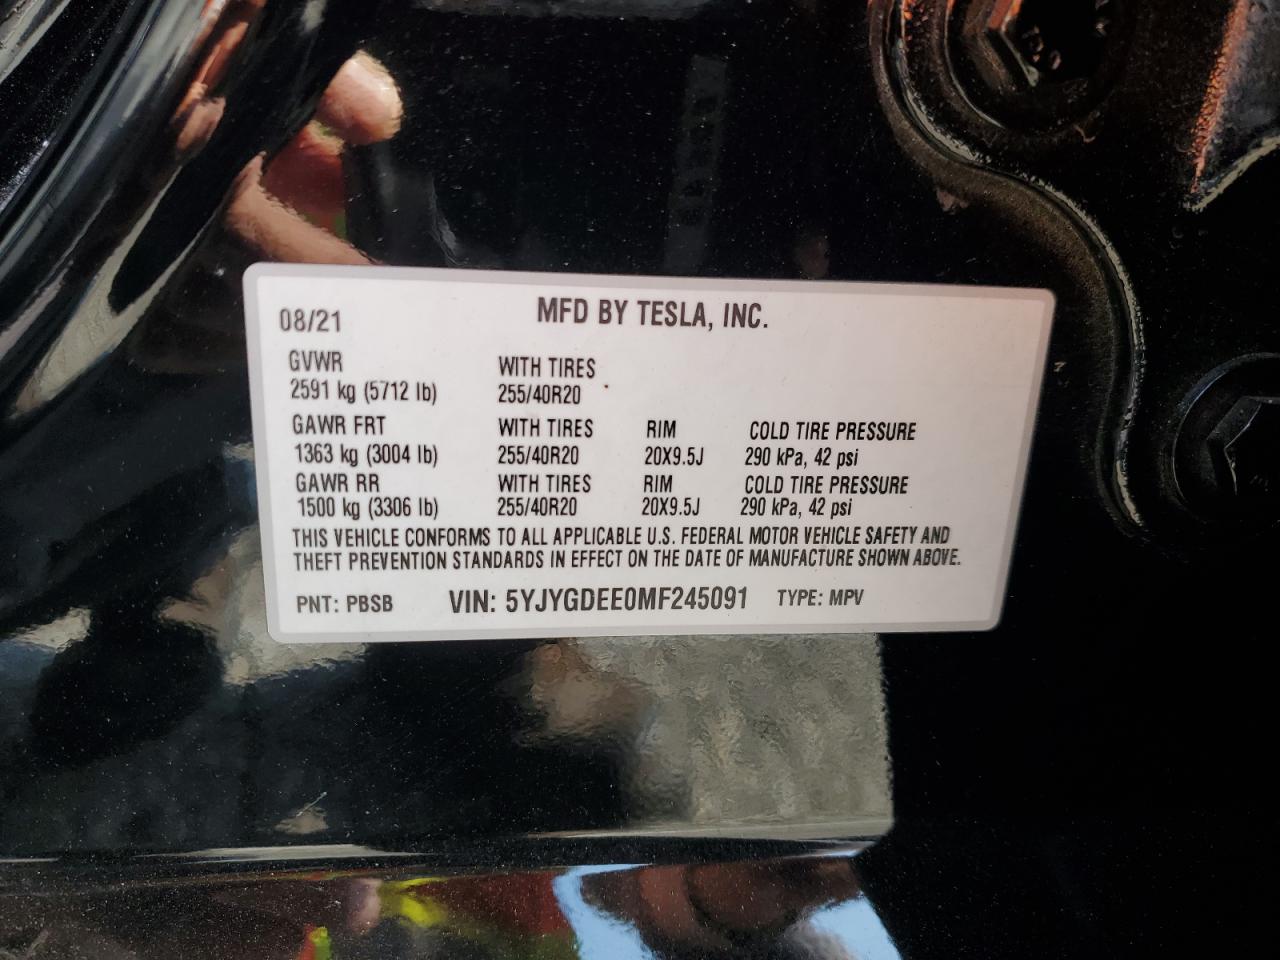 08/21 MFD BY TESLA, INC.
GVWR WITH TIRES
2591 kg (5712 lb) 255/40R20
GAWR FRT WITH TIRES RIM COLD TIRE PRESSURE
1363 kg (3004 lb) 255/40R20 20X9.5J 290 kPa, 42 psi
GAWR RR WITH TIRES RIM COLD TIRE PRESSURE
1500 kg (3306 lb) 255/40R20 20X9.5J 290 kPa, 42 psi
THIS VEHICLE CONFORMS TO ALL APPLICABLE U.S. FEDERAL MOTOR VEHICLE SAFETY AND
THEFT PREVENTION STANDARDS IN EFFECT ON THE DATE OF MANUFACTURE SHOWN ABOVE.
PNT: PBSB VIN: 5YJYGDEE0MF245091 TYPE: MPV